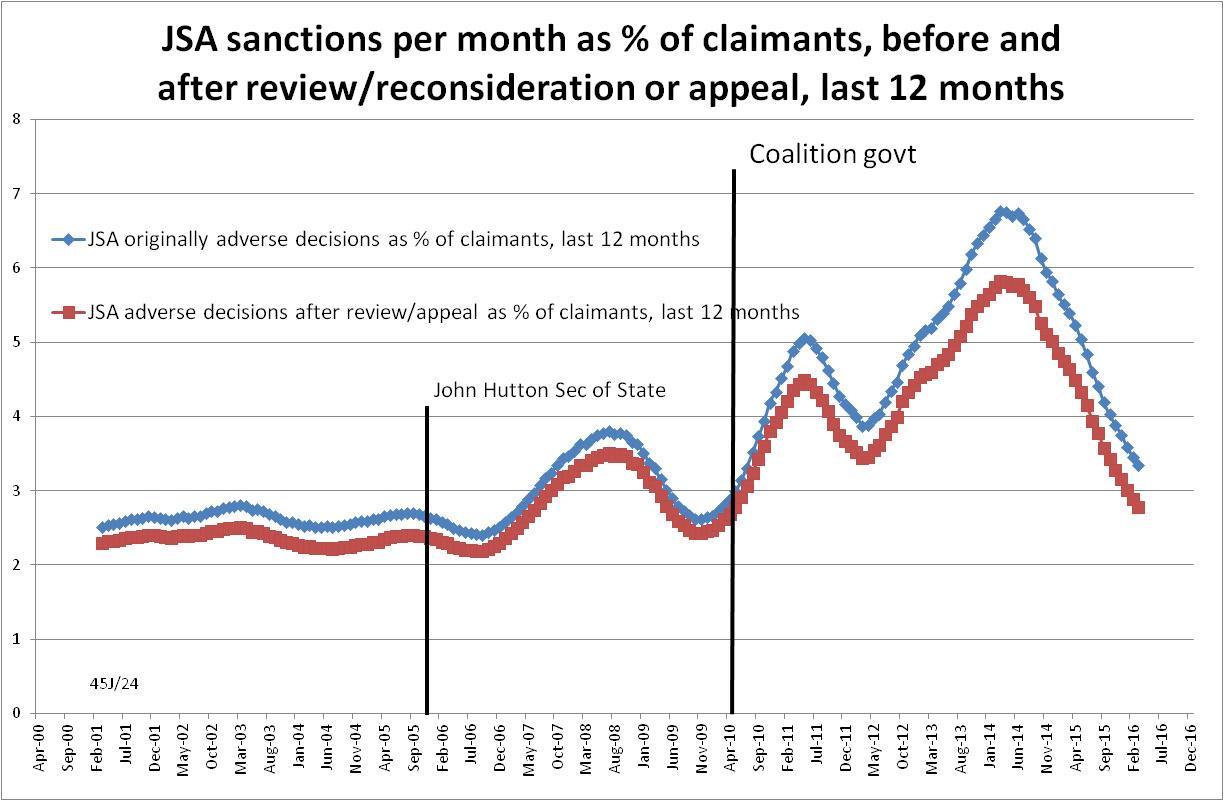 JSA sanctions per month as % of claimants, before and
after review/reconsideration or appeal, last 12 months
8
7
6
5
4
3
2
1
0
Coalition govt
JSA originally adverse decisions as % of claimants, last 12 months
JSA adverse decisions after review/appeal as % of claimants, last 12 months
John Hutton Sec of State
45J/24
Apr-00
Sep-00
Feb-01
Jul-01
Dec-01
May-02
Oct-02
Mar-03
Aug-03
Jan-04
Jun-04
Nov-04
Apr-05
Sep-05
Feb-06
Jul-06
Dec-06
May-07
Oct-07
Mar-08
Aug-08
Jan-09
Jun-09
Nov-09
Apr-10
Sep-10
Feb-11
Jul-11
Dec-11
May-12
Oct-12
Mar-13
Aug-13
Jan-14
Jun-14
Nov-14
Apr-15
Sep-15
Feb-16
Jul-16
Dec-16